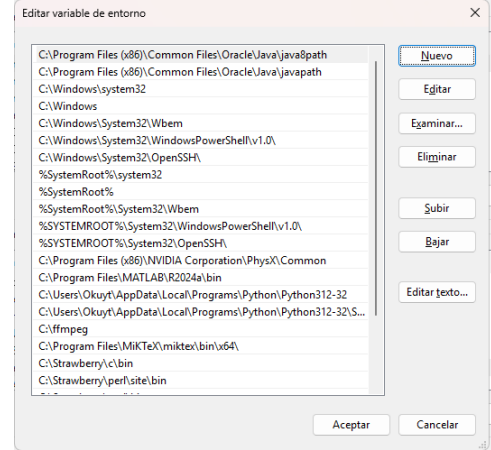 Editar variable de entorno
C:\Program Files (x86)\Common Files\Oracle\Java\java8path
C:\Program Files (x86)\Common Files\Oracle\Java\javapath
C:\Windows\system32
C:\Windows
C:\Windows\System32\Wbem
C:\Windows\System32\WindowsPowerShell\v1.0\
C:\Windows\System32\OpenSSH\
%SystemRoot%\system32
%SystemRoot%
%SystemRoot%\System32\Wbem
%SYSTEMROOT%\System32\WindowsPowerShell\v1.0\
%SYSTEMROOT%\System32\OpenSSH\
C:\Program Files (x86)\NVIDIA Corporation\PhysX\Common
C:\Program Files\MATLAB\R2024a\bin
C:\Users\Okuyt\AppData\Local\Programs\Python\Python312-32
C:\Users\Okuyt\AppData\Local\Programs\Python\Python312-32\S...
C:\ffmpeg
C:\Program Files\MiKTeX\miktex\bin\x64\
C:\Strawberry\c\bin
C:\Strawberry\perl\site\bin
Nuevo
Editar
Examinar...
Eliminar
Subir
Bajar
Editar texto...
Aceptar
Cancelar